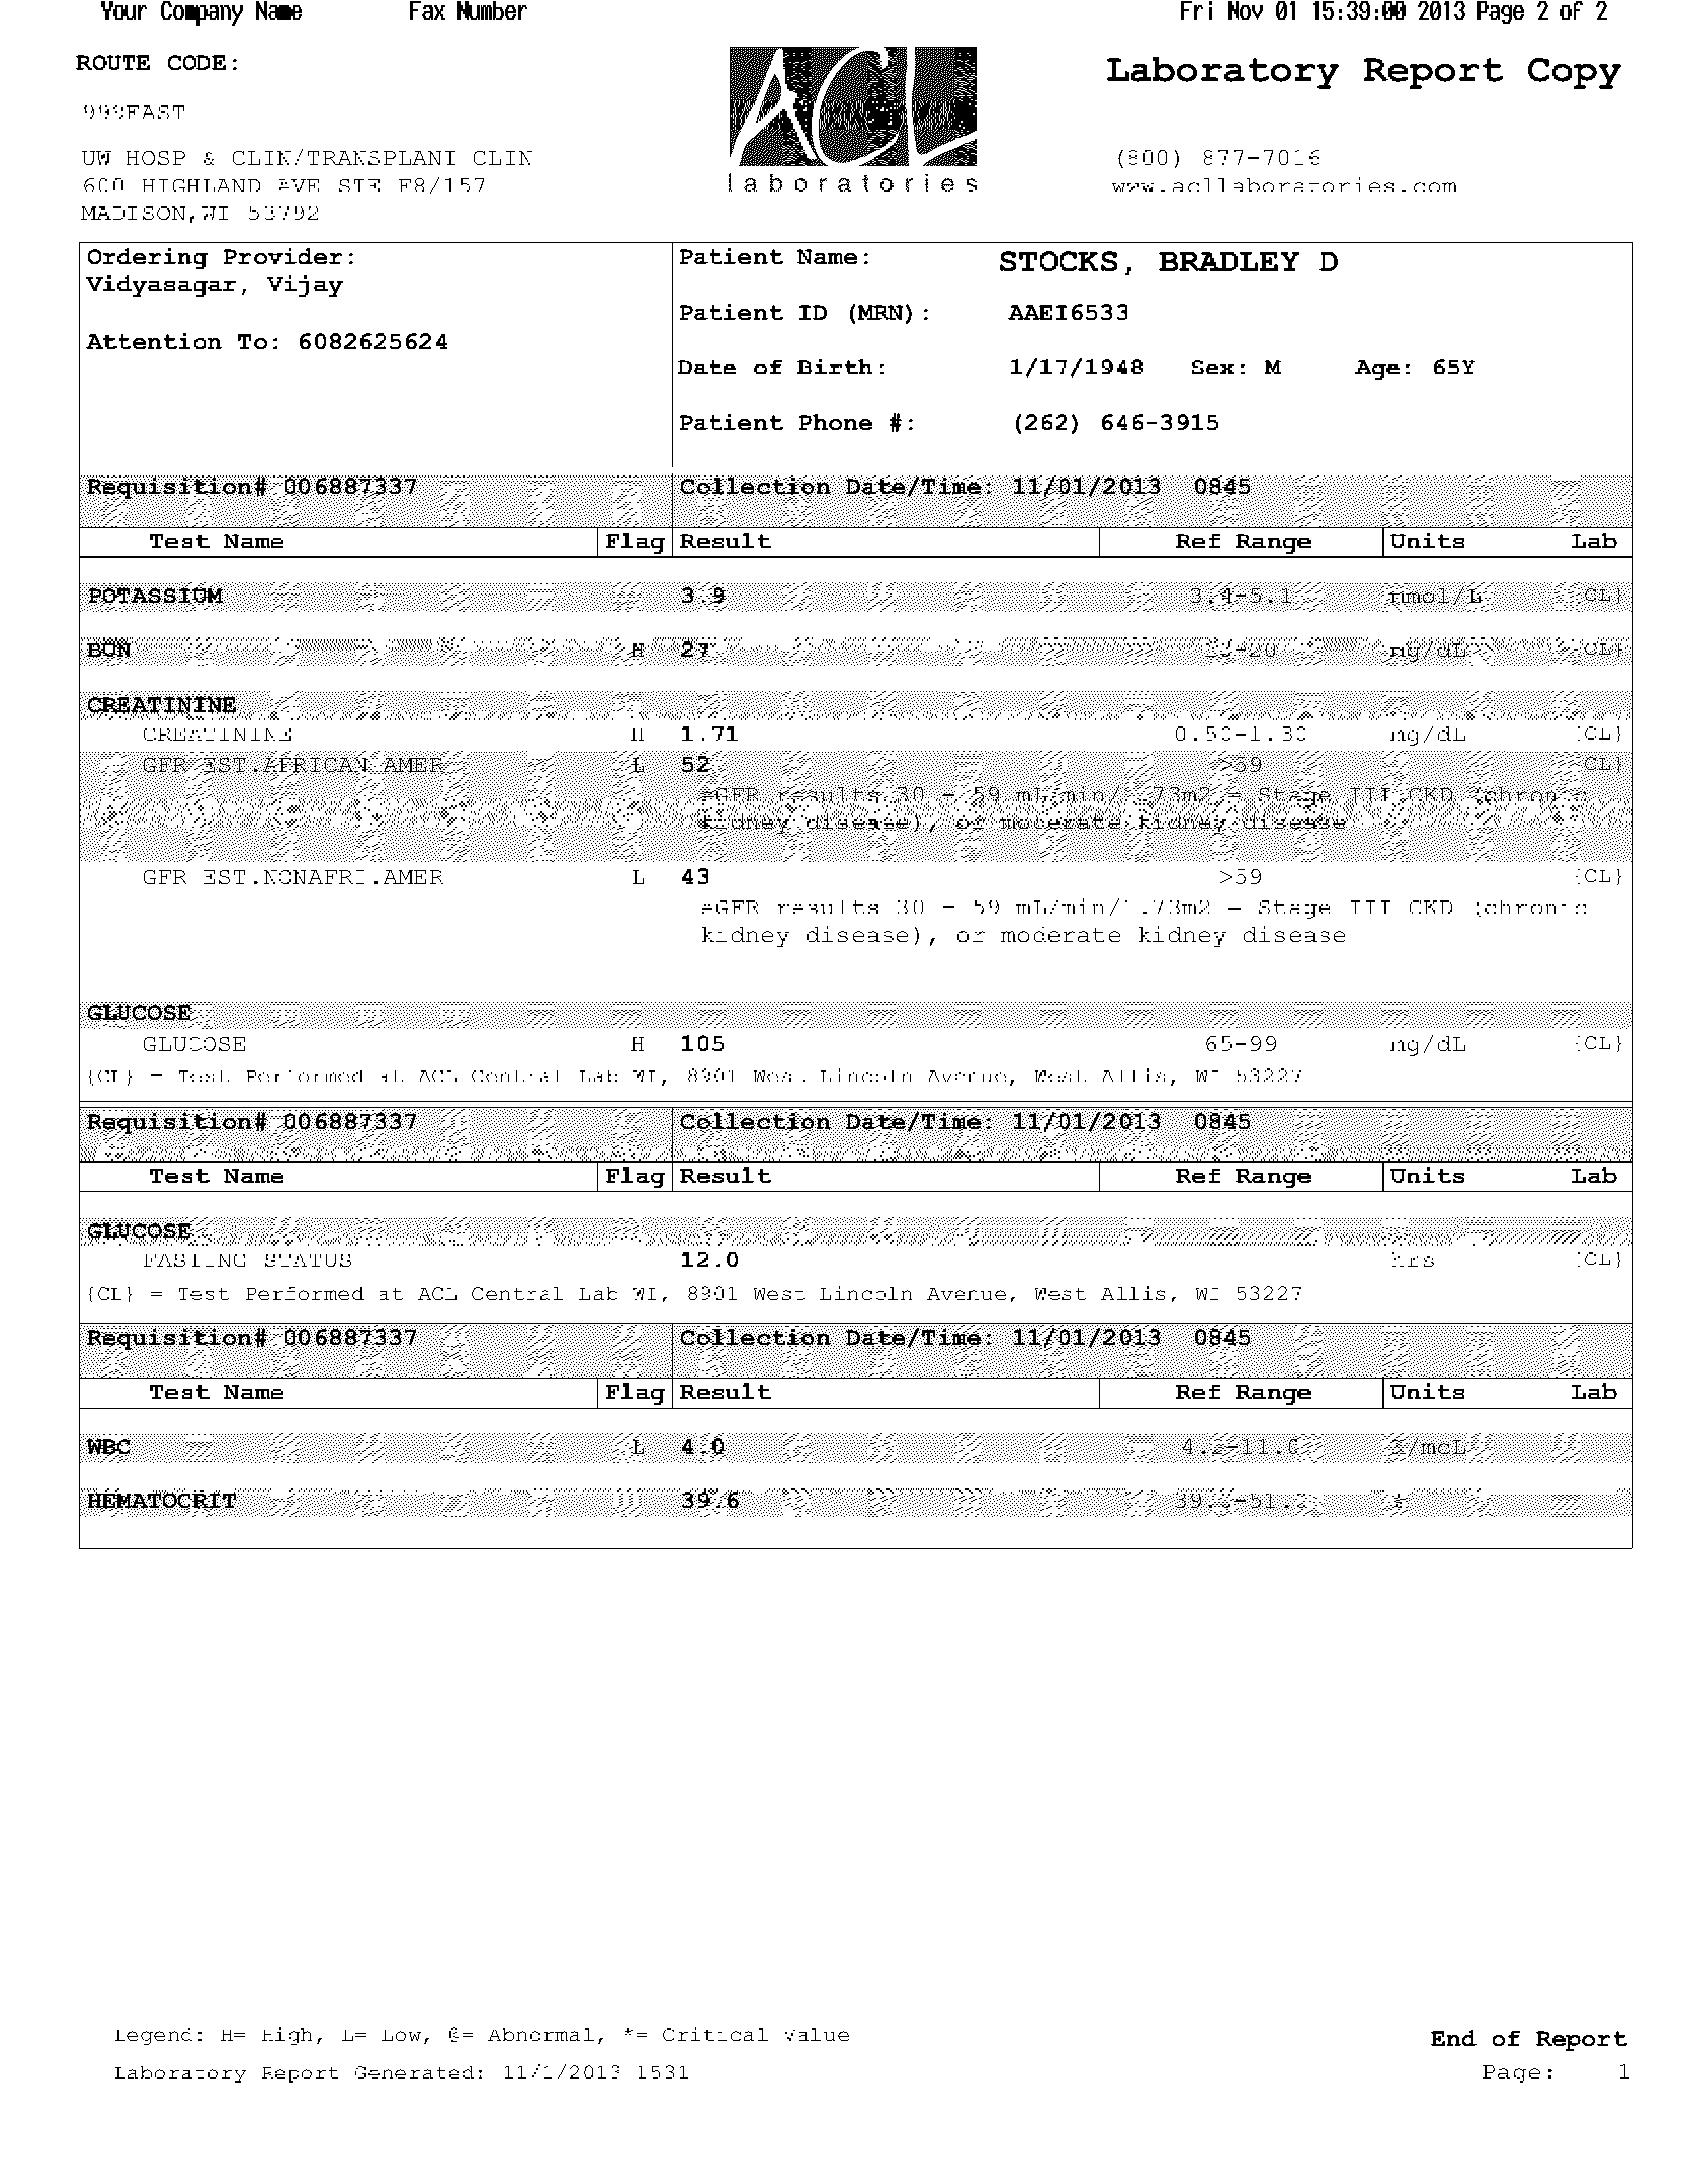 Your Company Name Fax Number Fri Nov 01 15:39:00 2013 Page 2 of 2
ROUTE CODE:
Laboratory Report Copy
999FAST
ACL
laboratories
UW HOSP & CLIN/TRANSPLANT CLIN
600 HIGHLAND AVE STE F8/157
MADISON,WI 53792
(800) 877-7016
www.acllaboratories.com
Ordering Provider:
Vidyasagar, Vijay
Attention To: 6082625624
Patient Name: STOCKS, BRADLEY D
Patient ID (MRN): AAEI6533
Date of Birth: 1/17/1948 Sex: M Age: 65Y
Patient Phone #: (262) 646-3915
Requisition# 006887337 Collection Date/Time: 11/01/2013 0845
Test Name Flag Result Ref Range Units Lab
POTASSIUM 3.9 3.4-5.1 mmol/L {CL}
BUN H 27 10-20 mg/dL {CL}
CREATININE
CREATININE H 1.71 0.50-1.30 mg/dL {CL}
GFR EST.AFRICAN AMER L 52 >59 {CL}
eGFR results 30 - 59 mL/min/1.73m2 = Stage III CKD (chronic
kidney disease), or moderate kidney disease
GFR EST.NONAFRI.AMER L 43 >59 {CL}
eGFR results 30 - 59 mL/min/1.73m2 = Stage III CKD (chronic
kidney disease), or moderate kidney disease
GLUCOSE
GLUCOSE H 105 65-99 mg/dL {CL}
{CL} = Test Performed at ACL Central Lab WI, 8901 West Lincoln Avenue, West Allis, WI 53227
Requisition# 006887337 Collection Date/Time: 11/01/2013 0845
Test Name Flag Result Ref Range Units Lab
GLUCOSE
FASTING STATUS 12.0 hrs {CL}
{CL} = Test Performed at ACL Central Lab WI, 8901 West Lincoln Avenue, West Allis, WI 53227
Requisition# 006887337 Collection Date/Time: 11/01/2013 0845
Test Name Flag Result Ref Range Units Lab
WBC L 4.0 4.2-11.0 K/mcL
HEMATOCRIT 39.6 39.0-51.0 %
Legend: H= High, L= Low, @= Abnormal, *= Critical Value
End of Report
Laboratory Report Generated: 11/1/2013 1531
Page: 1